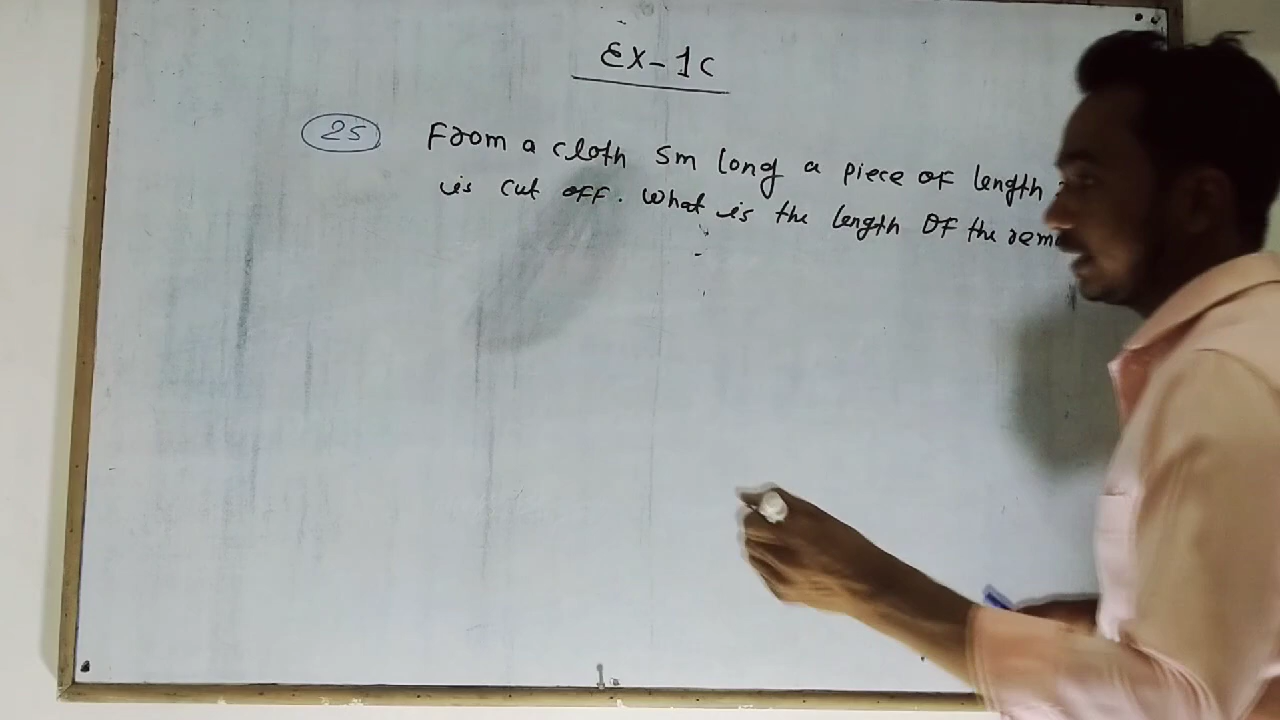 EX-1C
25 From a cloth 5m long a piece of length
is cut off. What is the length of the rem